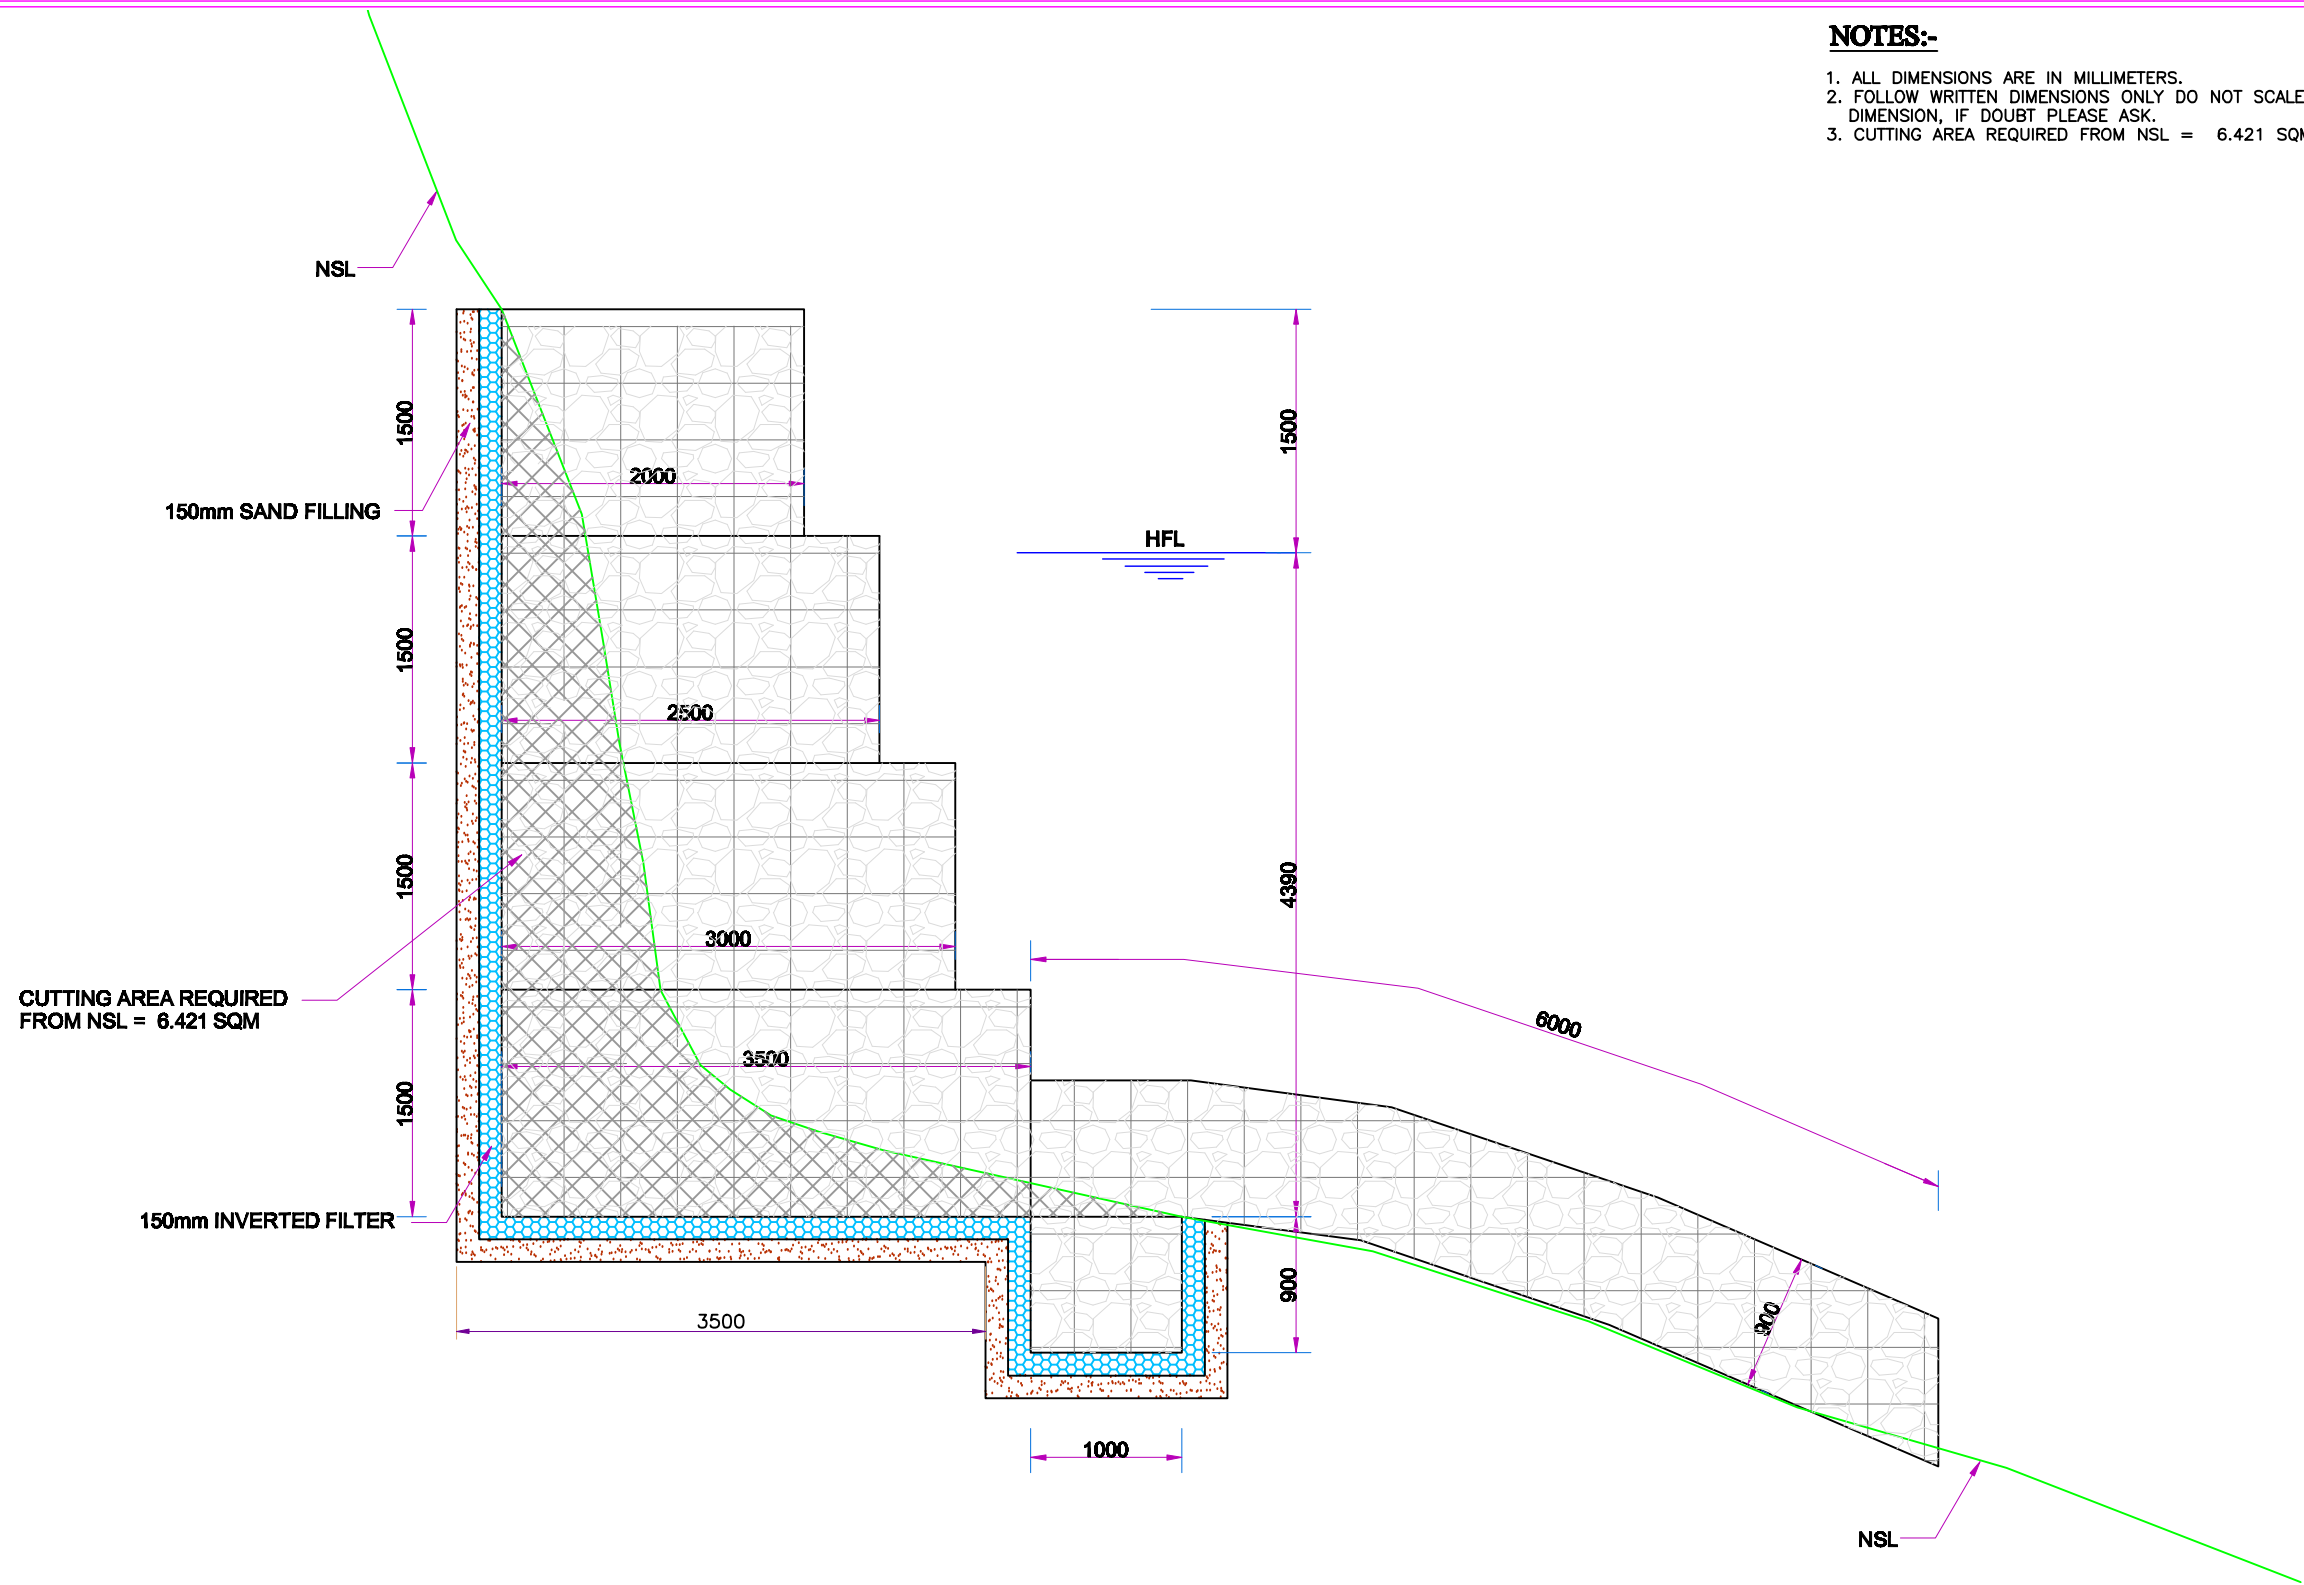 NOTES:-
1. ALL DIMENSIONS ARE IN MILLIMETERS.
2. FOLLOW WRITTEN DIMENSIONS ONLY DO NOT SCALE
DIMENSION, IF DOUBT PLEASE ASK.
3. CUTTING AREA REQUIRED FROM NSL = 6.421 SQM
NSL
1500
1500
2000
150mm SAND FILLING
HFL
1500
2500
1500
4390
3000
CUTTING AREA REQUIRED
FROM NSL = 6.421 SQM
6000
3500
1500
150mm INVERTED FILTER
900
3500
900
1000
NSL